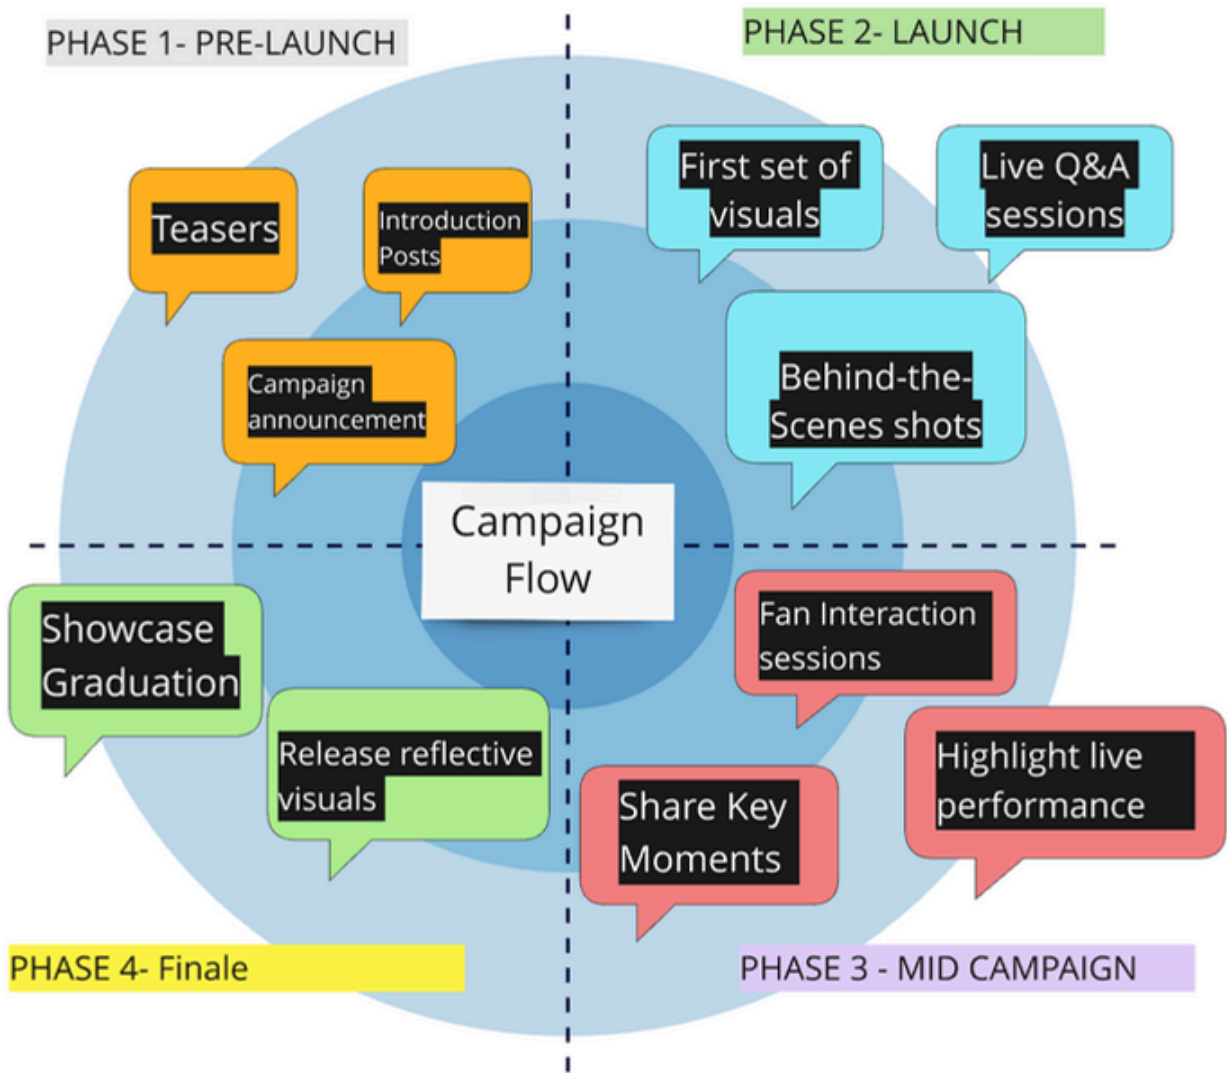 PHASE 1- PRE-LAUNCH
Teasers
Introduction
Posts
Campaign
announcement
PHASE 2- LAUNCH
First set of
visuals
Live Q&A
sessions
Behind-the-
Scenes shots
Campaign
Flow
Showcase
Graduation
Release reflective
visuals
PHASE 4- Finale
Fan Interaction
sessions
Highlight live
performance
Share Key
Moments
PHASE 3 - MID CAMPAIGN